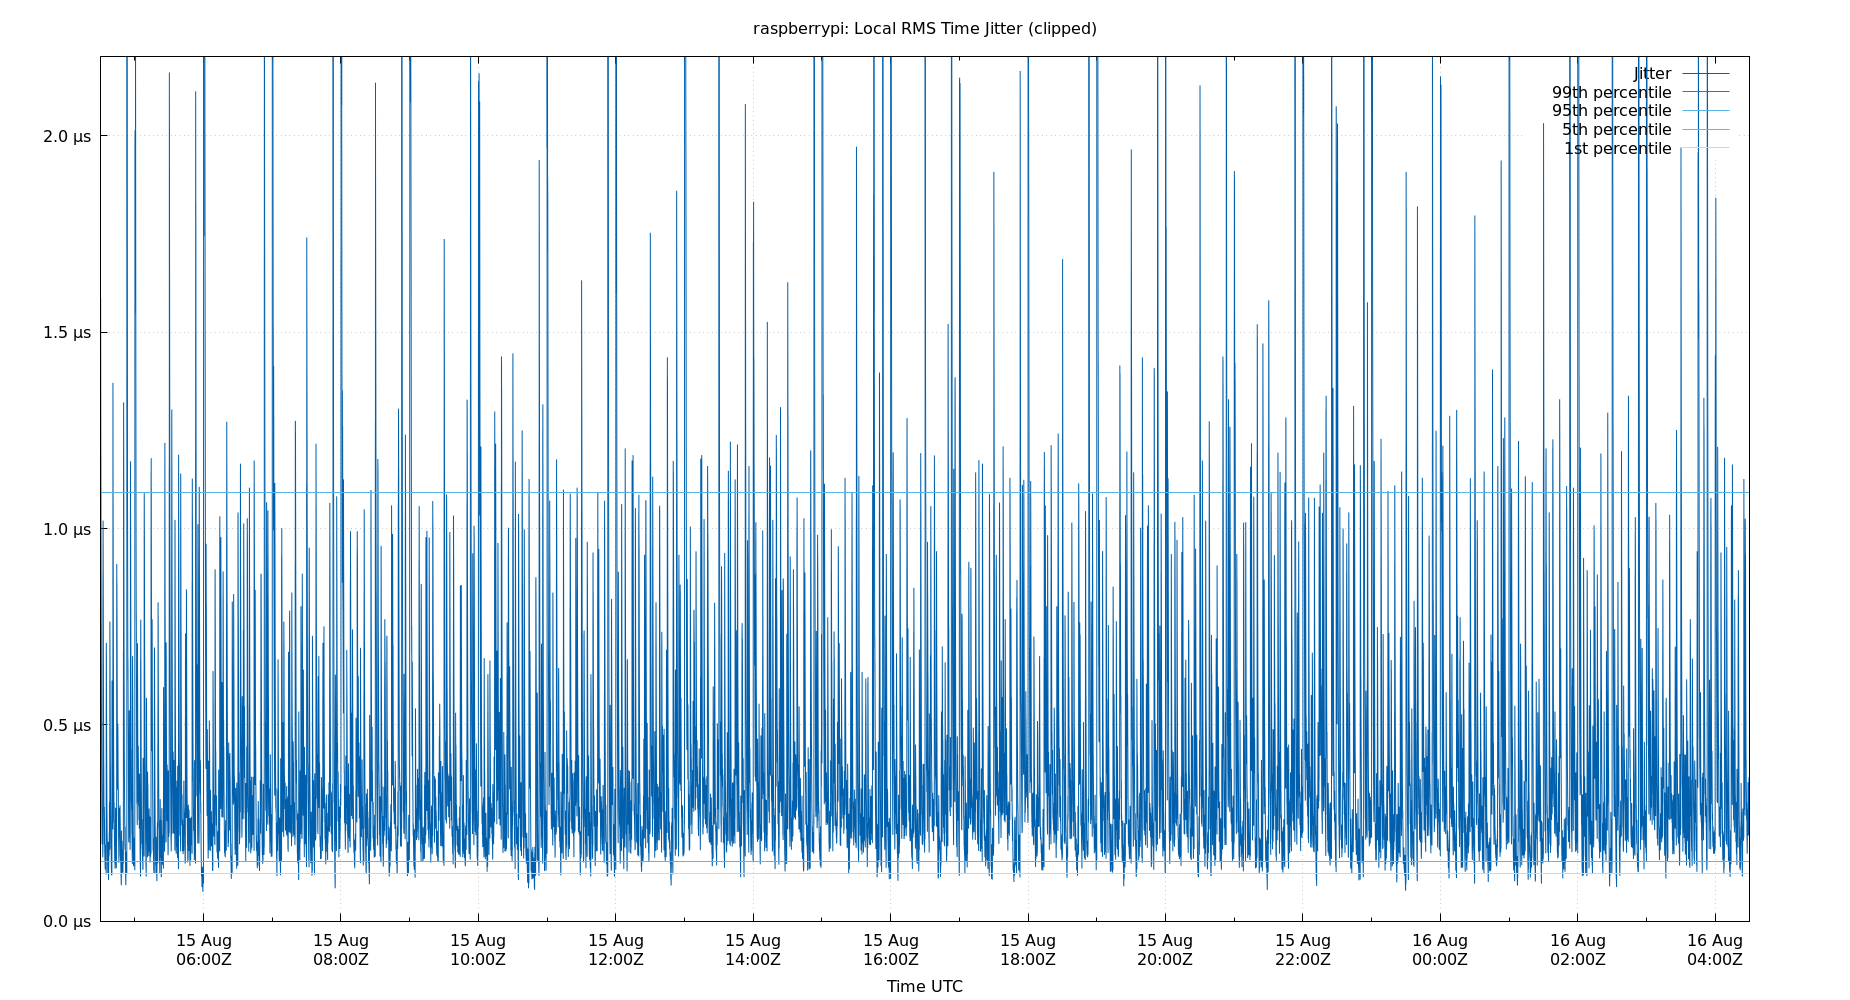 raspberrypi: Local RMS Time Jitter (clipped)
Jitter
99th percentile
95th percentile
5th percentile
1st percentile
2.0 µs
1.5 µs
1.0 µs
0.5 µs
0.0 µs
15 Aug 15 Aug 15 Aug 15 Aug 15 Aug 15 Aug 15 Aug 15 Aug 15 Aug 16 Aug 16 Aug 16 Aug
06:00Z 08:00Z 10:00Z 12:00Z 14:00Z 16:00Z 18:00Z 20:00Z 22:00Z 00:00Z 02:00Z 04:00Z
Time UTC